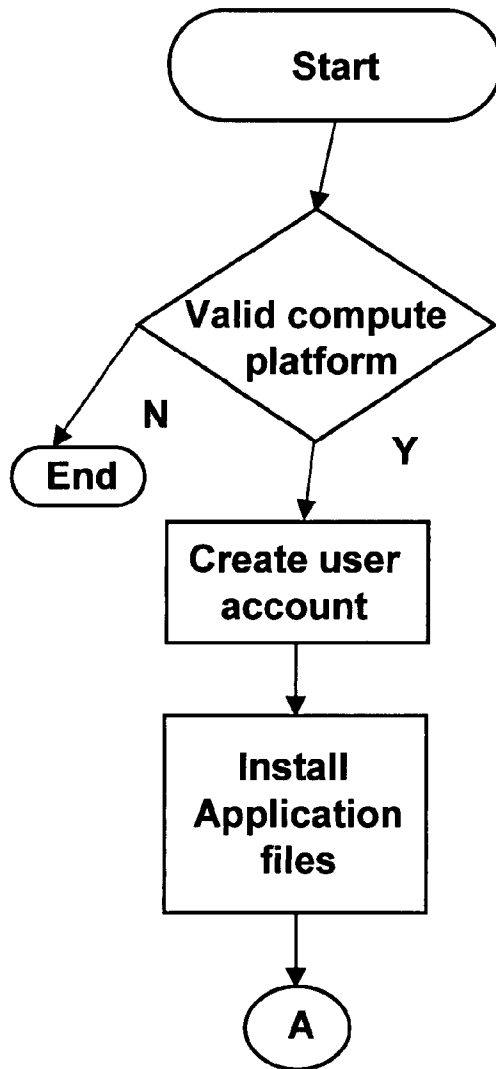 Start
Valid compute
platform
N
Y
End
Create user
account
Install
Application
files
A